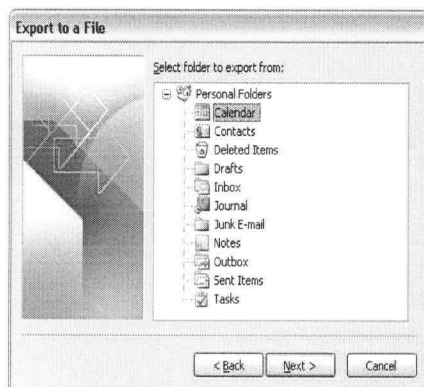 Export to a File
Select folder to export from:
Personal Folders
Calendar
Contacts
Deleted Items
Drafts
Inbox
Journal
Junk E-mail
Notes
Outbox
Sent Items
Tasks
< Back Next > Cancel